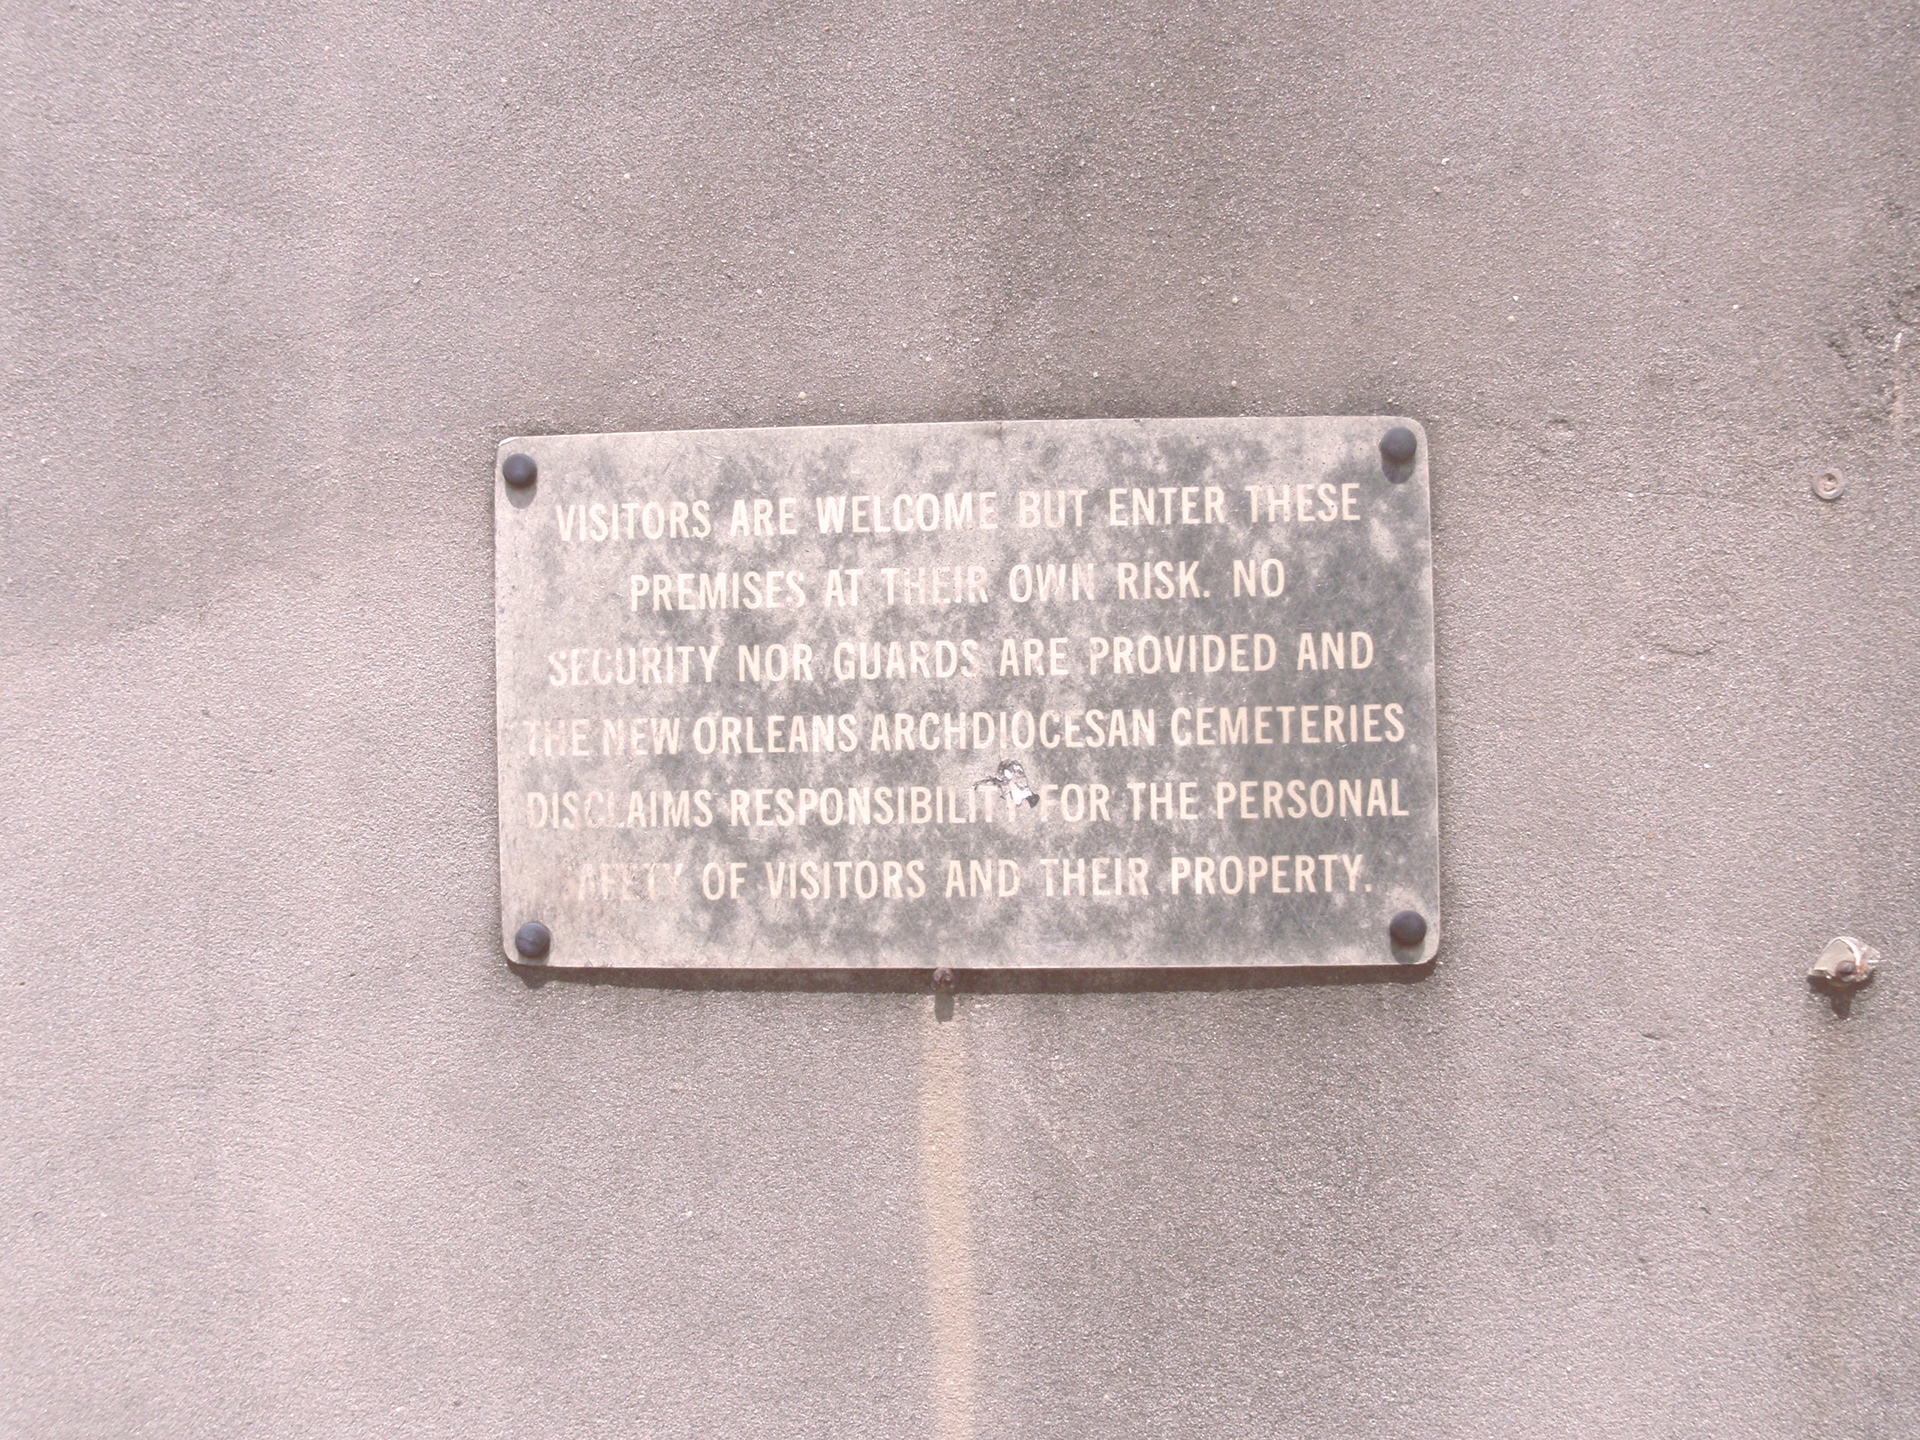 VISITORS ARE WELCOME BUT ENTER THESE
PREMISES AT THEIR OWN RISK. NO
SECURITY NOR GUARDS ARE PROVIDED AND
THE NEW ORLEANS ARCHDIOCESAN CEMETERIES
DISCLAIMS RESPONSIBILITY FOR THE PERSONAL
SAFETY OF VISITORS AND THEIR PROPERTY.